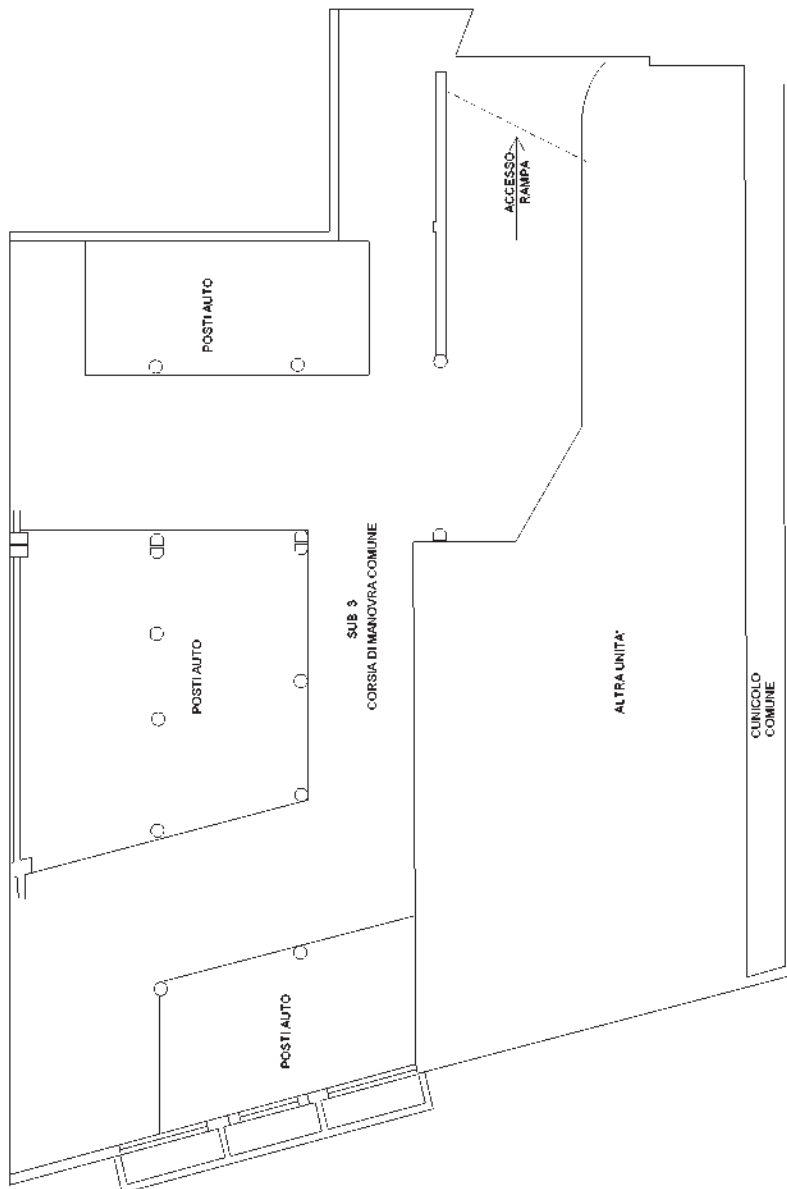 POSTI AUTO
ACCESSO
RAMPA
POSTI AUTO
SUB 3
CORSIA DI MANOVRA COMUNE
ALTRA UNITA'
CUNICOLO
COMUNE
POSTI AUTO